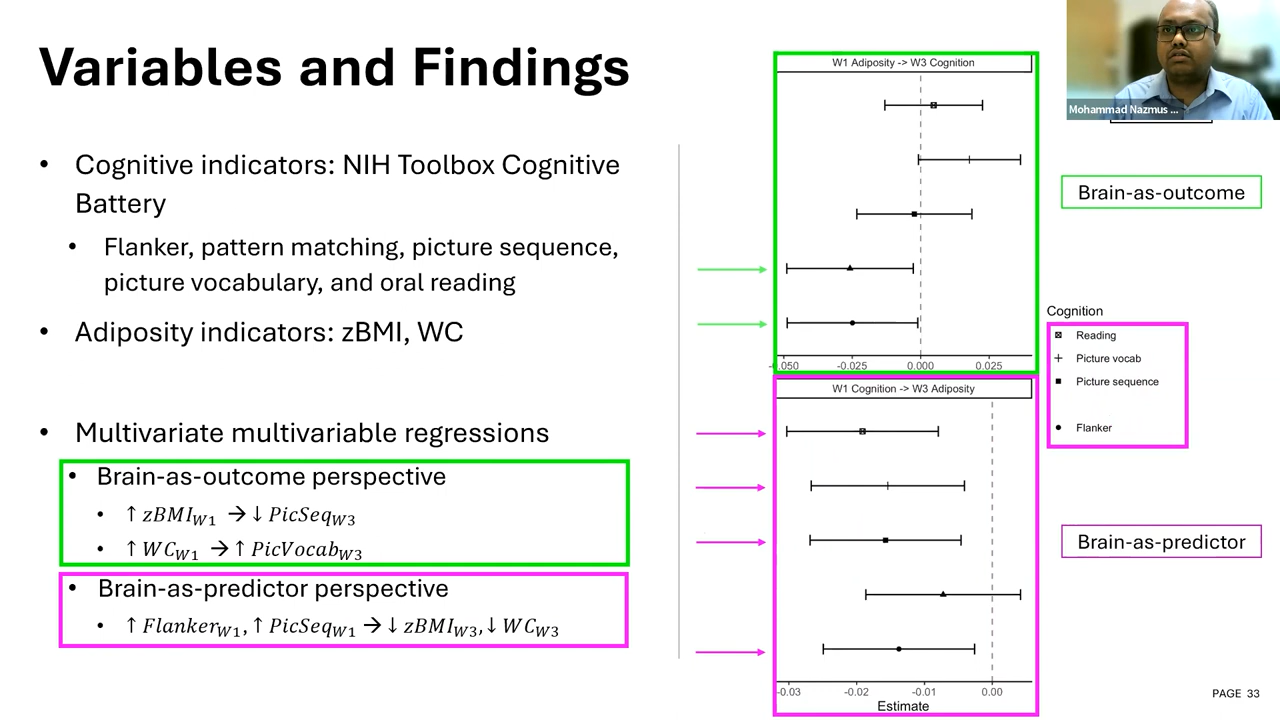 Variables and Findings
• Cognitive indicators: NIH Toolbox Cognitive
Battery
• Flanker, pattern matching, picture sequence,
picture vocabulary, and oral reading
• Adiposity indicators: zBMI, WC
• Multivariate multivariable regressions
• Brain-as-outcome perspective
• ↑ zBMI_W1 → ↓ PicSeq_W3
• ↑ WC_W1 → ↑ PicVocab_W3
• Brain-as-predictor perspective
• ↑ Flanker_W1, ↑ PicSeq_W1 → ↓ zBMI_W3, ↓ WC_W3
W1 Adiposity -> W3 Cognition
-0.050 -0.025 0.000 0.025
W1 Cognition -> W3 Adiposity
-0.03 -0.02 -0.01 0.00
Estimate
Mohammad Nazmus ...
Brain-as-outcome
Cognition
Reading
Picture vocab
Picture sequence
Flanker
Brain-as-predictor
PAGE 33